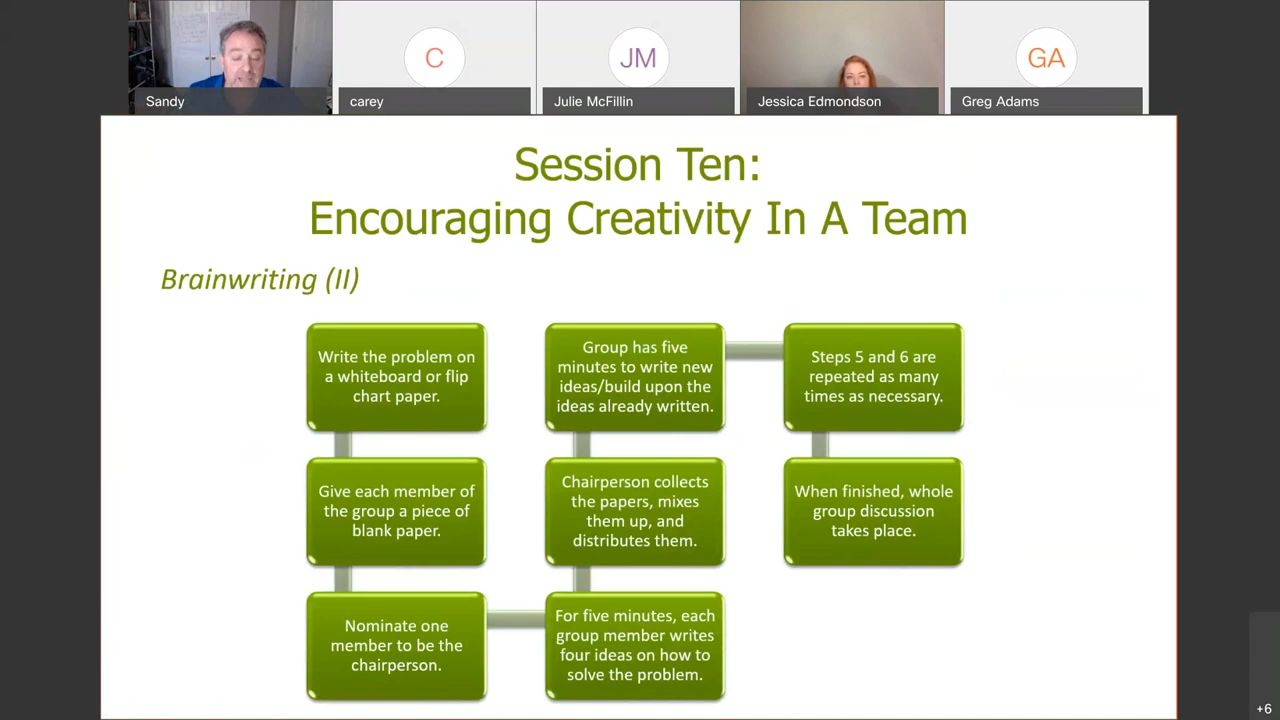 C
JM
GA
Sandy
carey
Julie McFillin
Jessica Edmondson
Greg Adams
Session Ten:
Encouraging Creativity In A Team
Brainwriting (II)
Write the problem on
a whiteboard or flip
chart paper.
Give each member of
the group a piece of
blank paper.
Nominate one
member to be the
chairperson.
For five minutes, each
group member writes
four ideas on how to
solve the problem.
Chairperson collects
the papers, mixes
them up, and
distributes them.
Group has five
minutes to write new
ideas/build upon the
ideas already written.
Steps 5 and 6 are
repeated as many
times as necessary.
When finished, whole
group discussion
takes place.
+6